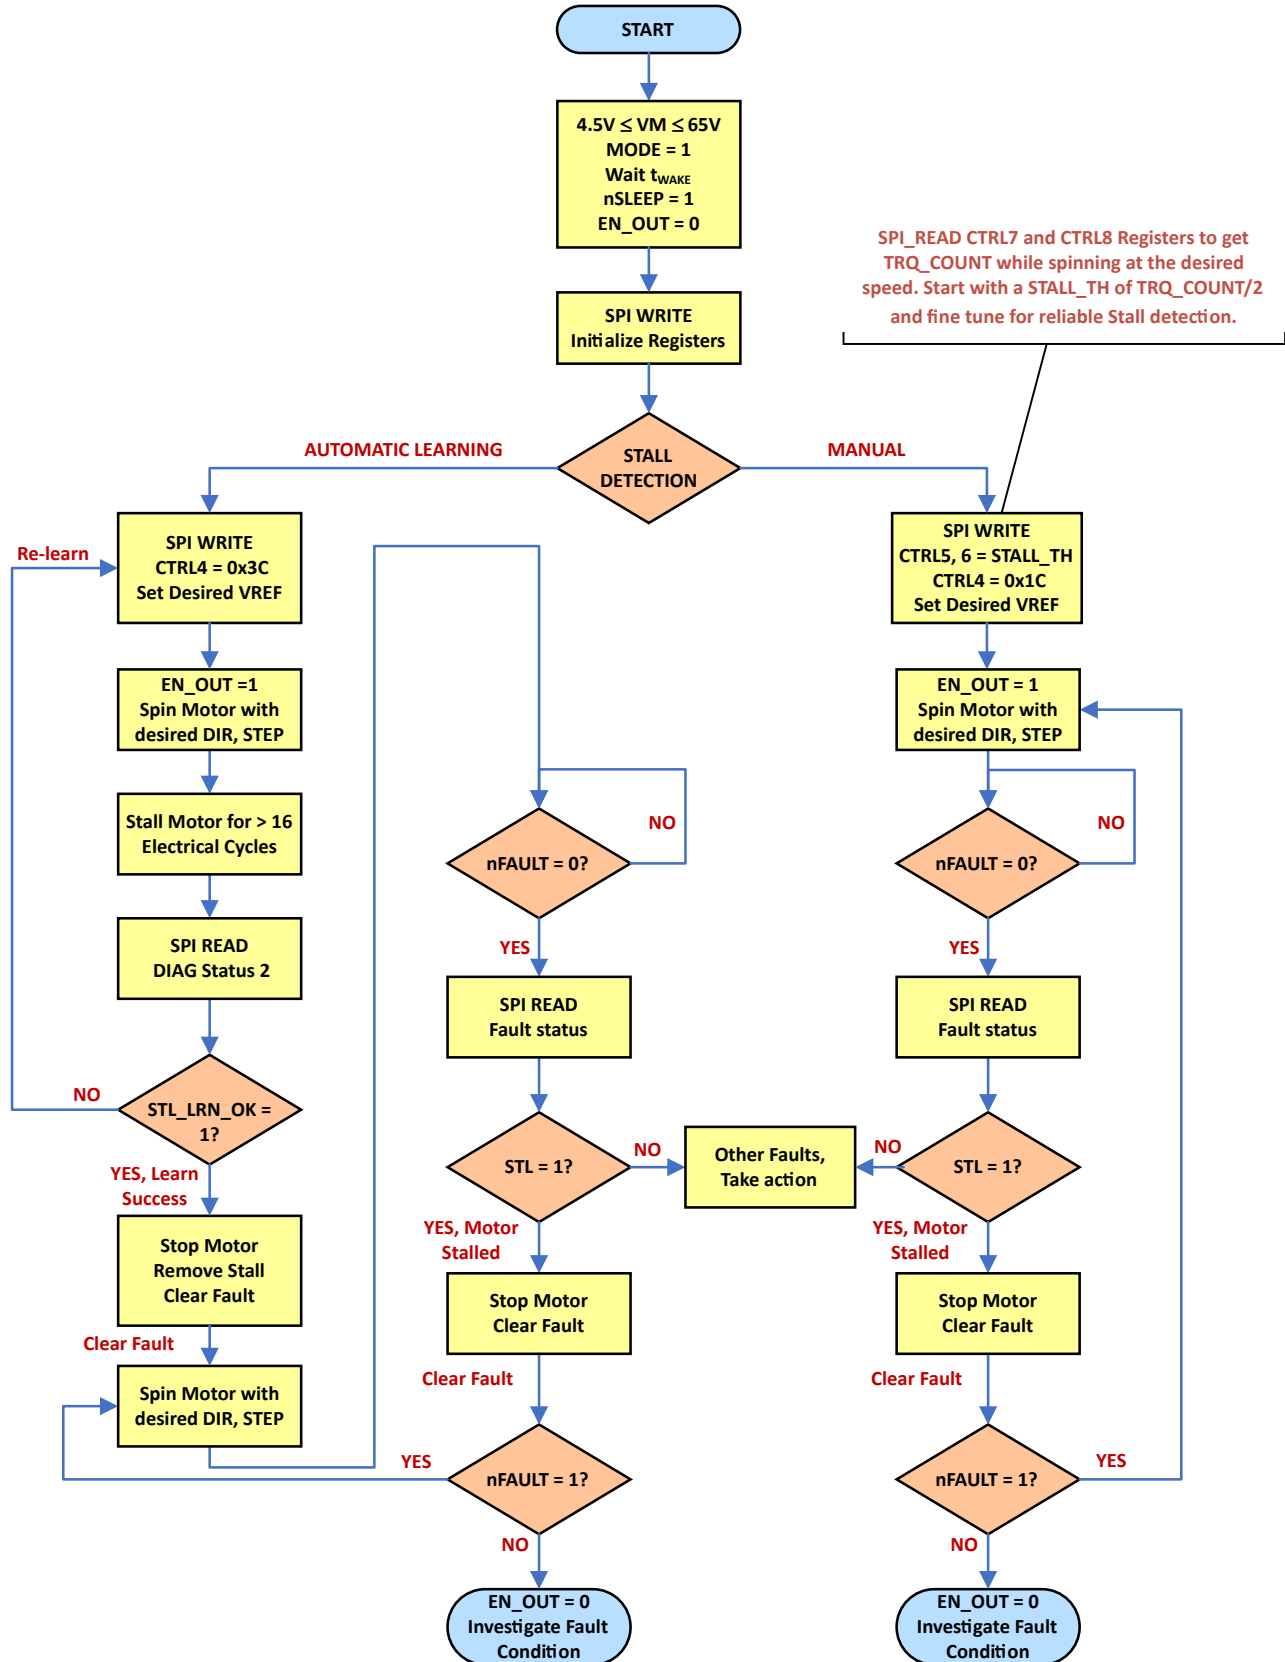 START
4.5V ≤ VM ≤ 65V
MODE = 1
Wait tWAKE
nSLEEP = 1
EN_OUT = 0
SPI_READ CTRL7 and CTRL8 Registers to get
TRQ_COUNT while spinning at the desired
speed. Start with a STALL_TH of TRQ_COUNT/2
and fine tune for reliable Stall detection.
SPI WRITE
Initialize Registers
STALL
DETECTION
AUTOMATIC LEARNING
MANUAL
Re-learn
SPI WRITE
CTRL4 = 0x3C
Set Desired VREF
EN_OUT =1
Spin Motor with
desired DIR, STEP
Stall Motor for > 16
Electrical Cycles
SPI READ
DIAG Status 2
STL_LRN_OK =
1?
NO
YES, Learn
Success
Stop Motor
Remove Stall
Clear Fault
Clear Fault
Spin Motor with
desired DIR, STEP
nFAULT = 0?
NO
YES
SPI READ
Fault status
STL = 1?
NO
Other Faults,
Take action
YES, Motor
Stalled
Stop Motor
Clear Fault
Clear Fault
nFAULT = 1?
YES
NO
EN_OUT = 0
Investigate Fault
Condition
SPI WRITE
CTRL5, 6 = STALL_TH
CTRL4 = 0x1C
Set Desired VREF
EN_OUT = 1
Spin Motor with
desired DIR, STEP
nFAULT = 0?
NO
YES
SPI READ
Fault status
STL = 1?
NO
YES, Motor
Stalled
Stop Motor
Clear Fault
Clear Fault
nFAULT = 1?
YES
NO
EN_OUT = 0
Investigate Fault
Condition